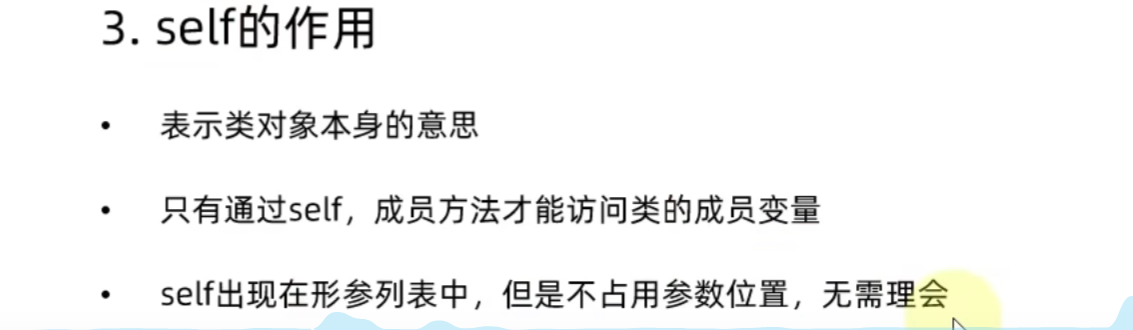 3. self的作用
• 表示类对象本身的意思
• 只有通过self，成员方法才能访问类的成员变量
• self出现在形参列表中，但是不占用参数位置，无需理会